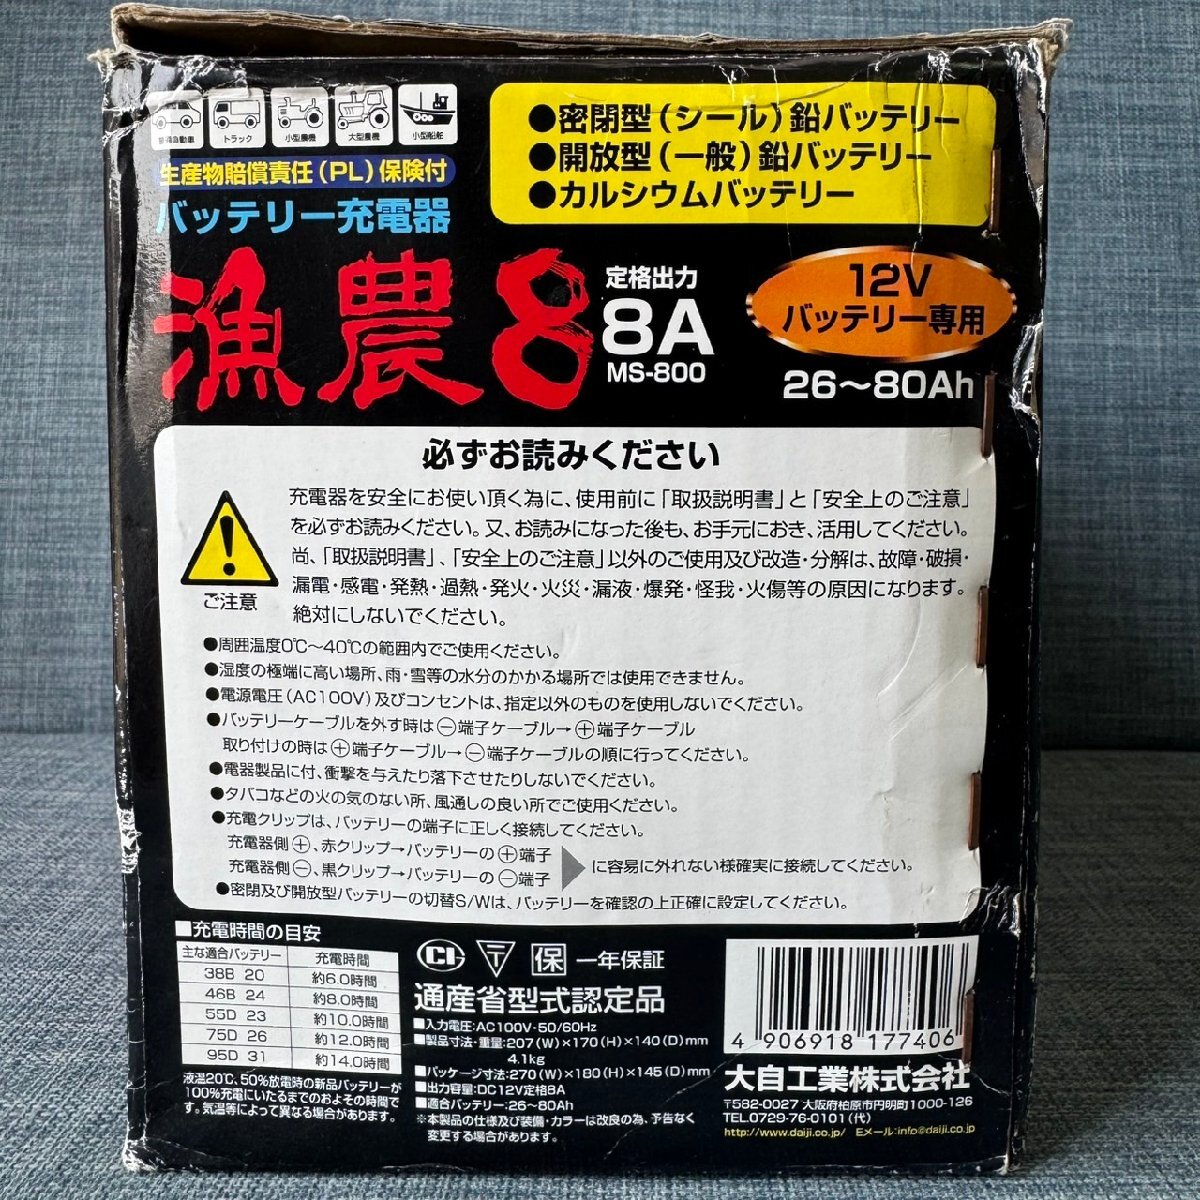 普通自動車
トラック
小型農機
大型農機
小型船舶
生産物賠償責任(PL)保険付
バッテリー充電器
漁農8
定格出力
8A
MS-800
●密閉型(シール)鉛バッテリー
●開放型(一般)鉛バッテリー
●カルシウムバッテリー
12V
バッテリー専用
26〜80Ah
必ずお読みください
ご注意
充電器を安全にお使い頂く為に、使用前に「取扱説明書」と「安全上のご注意」
を必ずお読みください。又、お読みになった後も、お手元におき、活用してください。
尚、「取扱説明書」、「安全上のご注意」以外のご使用及び改造・分解は、故障・破損・
漏電・感電・発熱・過熱・発火・火災・漏液・爆発・怪我・火傷等の原因になります。
絶対にしないでください。
●周囲温度0℃〜40℃の範囲内でご使用ください。
●湿度の極端に高い場所、雨・雪等の水分のかかる場所では使用できません。
●電源電圧(AC100V)及びコンセントは、指定以外のものを使用しないでください。
●バッテリーケーブルを外す時は⊖端子ケーブル→⊕端子ケーブル
取り付けの時は⊕端子ケーブル→⊖端子ケーブルの順に行ってください。
●電器製品に付、衝撃を与えたり落下させたりしないでください。
●タバコなどの火の気のない所、風通しの良い所でご使用ください。
●充電クリップは、バッテリーの端子に正しく接続してください。
充電器側⊕、赤クリップ→バッテリーの⊕端子
充電器側⊖、黒クリップ→バッテリーの⊖端子
に容易に外れない様確実に接続してください。
●密閉及び開放型バッテリーの切替S/Wは、バッテリーを確認の上正確に設定してください。
■充電時間の目安
主な適合バッテリー 充電時間
38B 20 約6.0時間
46B 24 約8.0時間
55D 23 約10.0時間
75D 26 約12.0時間
95D 31 約14.0時間
液温20℃、50%放電時の新品バッテリーが
100%充電にいたるまでのおよその時間で
す。気温等によって異なる場合があります。
保 一年保証
通産省型式認定品
■入力電圧:AC100V-50/60Hz
■製品寸法・重量:207(W)×170(H)×140(D)mm
4.1kg
■パッケージ寸法:270(W)×180(H)×145(D)mm
■出力容量:DC12V定格8A
■適合バッテリー:26〜80Ah
※本製品の仕様及び装備・カラーは改良の為、予告なく
変更する場合があります。
4 906918 177406
大自工業株式会社
〒582-0027 大阪府柏原市円明町1000-126
TEL.0729-76-0101(代)
http://www.daiji.co.jp/ Eメール:info@daiji.co.jp